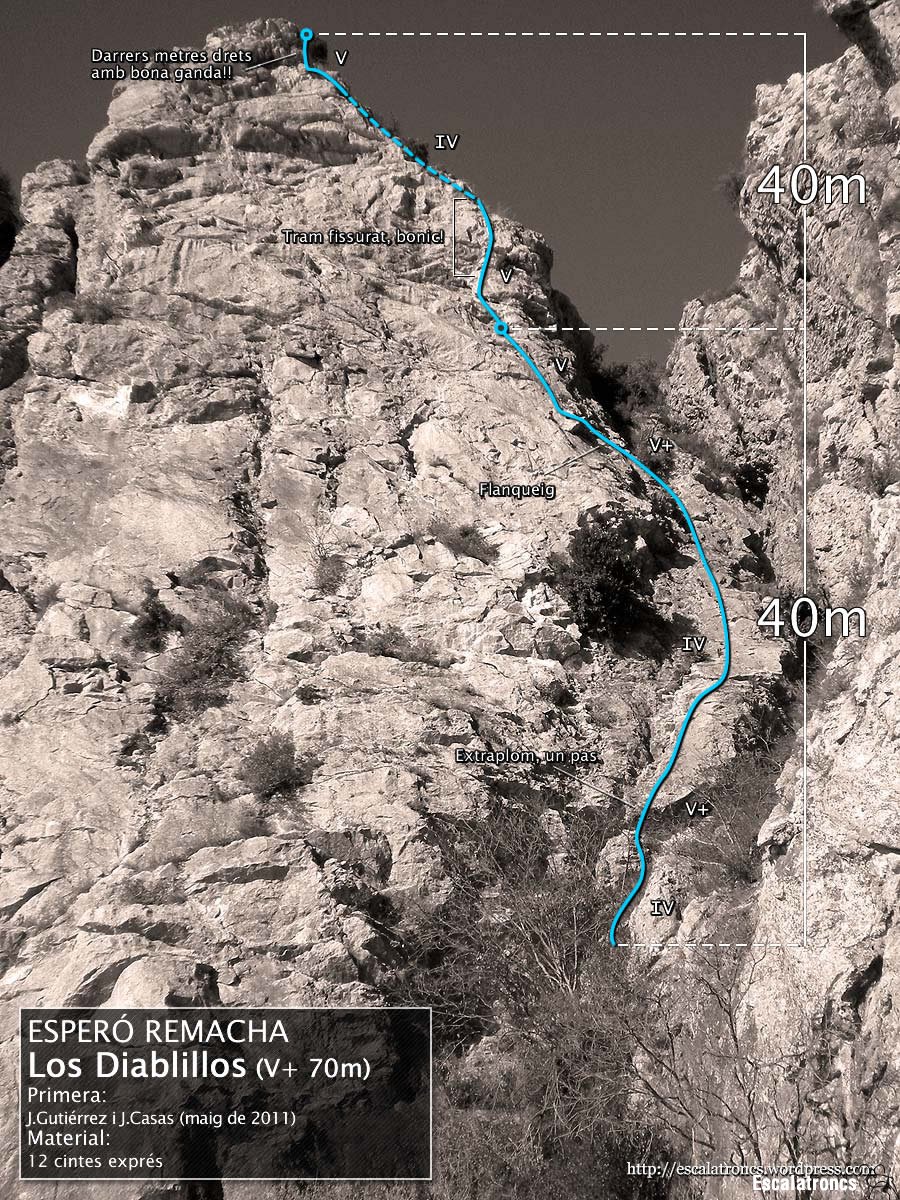 Darrers metres drets
amb bona ganda!!
V
IV
40m
Tram fissurat, bonic!
V
V
V+
Flanqueig
40m
IV
Extraplom, un pas
V+
IV
ESPERÓ REMACHA
Los Diablillos (V+ 70m)
Primera:
J.Gutiérrez i J.Casas (maig de 2011)
Material:
12 cintes exprés
http://escalatroncs.wordpress.com
Escalatroncs